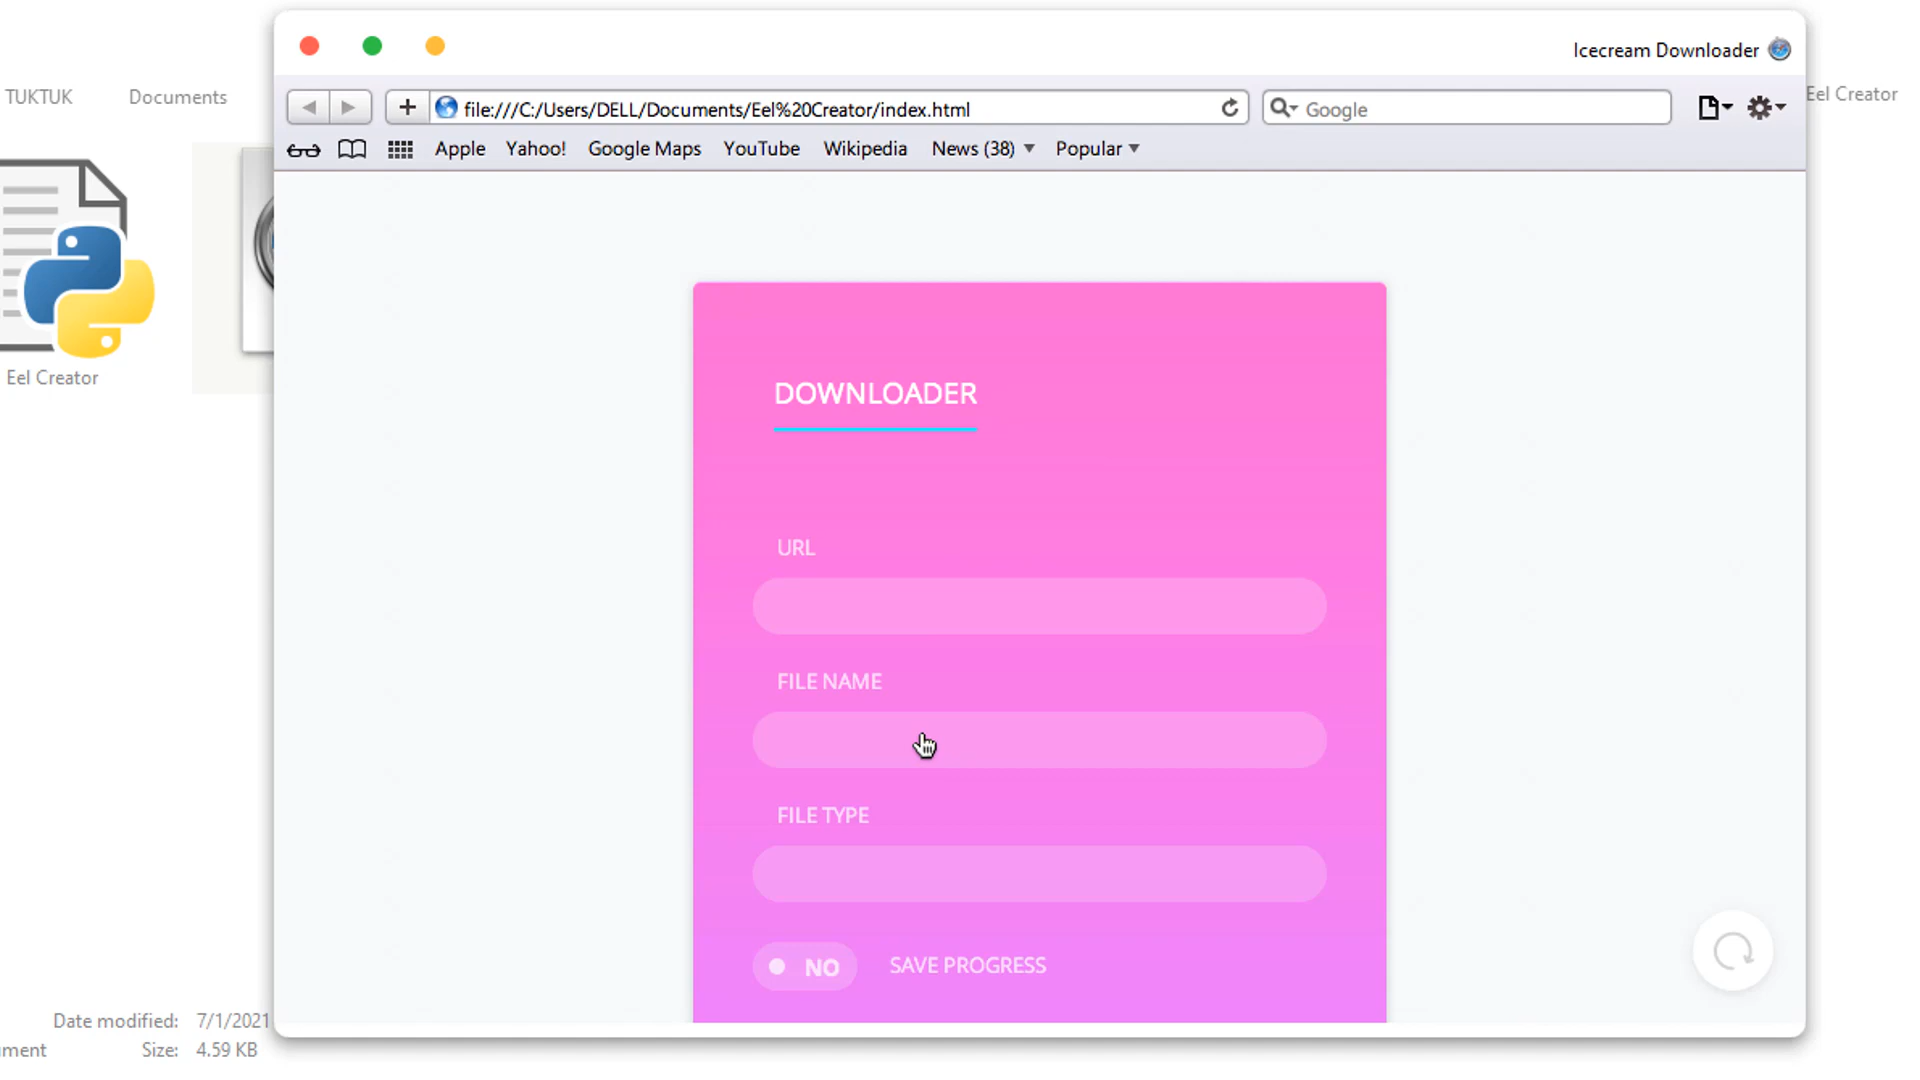 Icecream Downloader
TUKTUK
Documents
Eel Creator
file:///C:/Users/DELL/Documents/Eel%20Creator/index.html
Google
Apple
Yahoo!
Google Maps
YouTube
Wikipedia
News (38)
Popular
Eel Creator
DOWNLOADER
URL
FILE NAME
FILE TYPE
NO
SAVE PROGRESS
Date modified: 7/1/2021
ument
Size: 4.59 KB